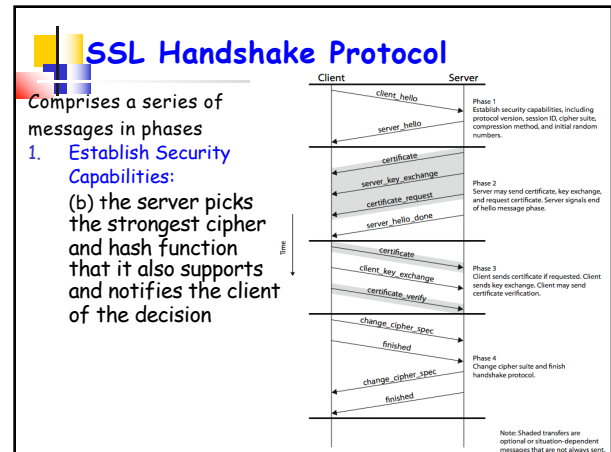 SSL Handshake Protocol
Comprises a series of
messages in phases
1. Establish Security
Capabilities:
(b) the server picks
the strongest cipher
and hash function
that it also supports
and notifies the client
of the decision
Client
Server
Time
client_hello
server_hello
Phase 1
Establish security capabilities, including
protocol version, session ID, cipher suite,
compression method, and initial random
numbers.
certificate
server_key_exchange
certificate_request
server_hello_done
Phase 2
Server may send certificate, key exchange,
and request certificate. Server signals end
of hello message phase.
certificate
client_key_exchange
certificate_verify
Phase 3
Client sends certificate if requested. Client
sends key exchange. Client may send
certificate verification.
change_cipher_spec
finished
change_cipher_spec
finished
Phase 4
Change cipher suite and finish
handshake protocol.
Note: Shaded transfers are
optional or situation-dependent
messages that are not always sent.